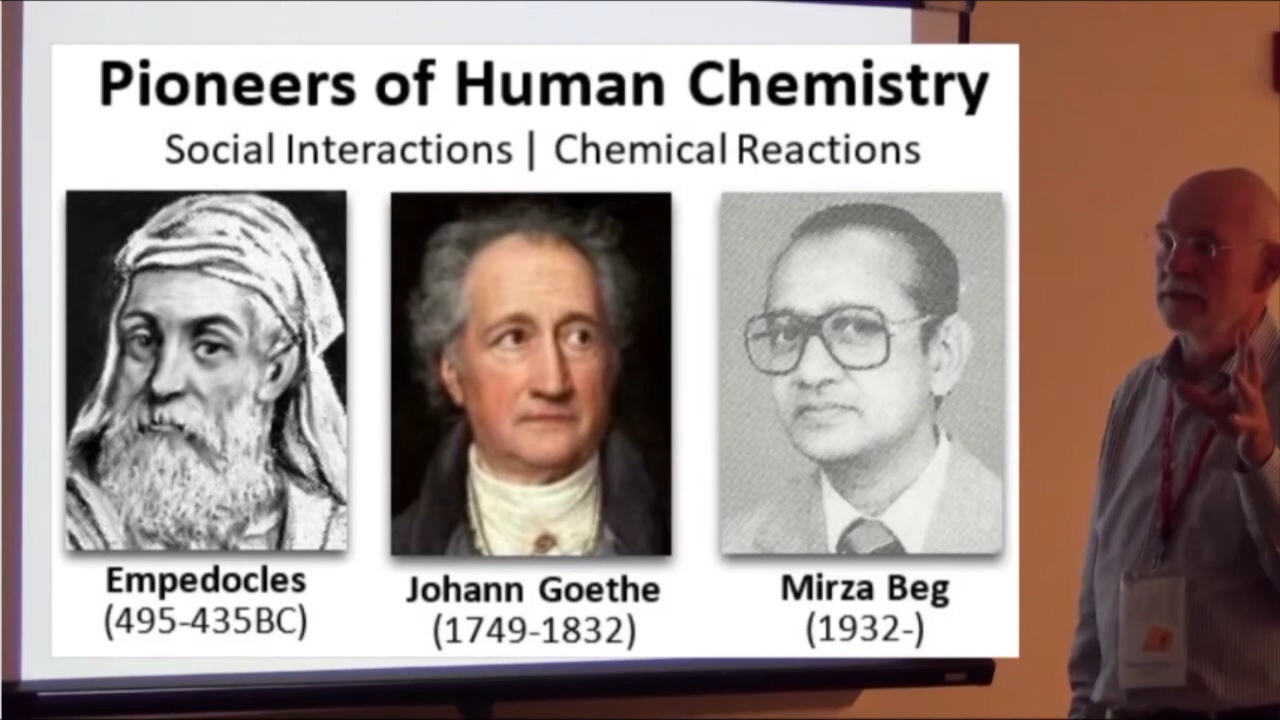 Pioneers of Human Chemistry
Social Interactions | Chemical Reactions
Empedocles
(495-435BC)
Johann Goethe
(1749-1832)
Mirza Beg
(1932-)